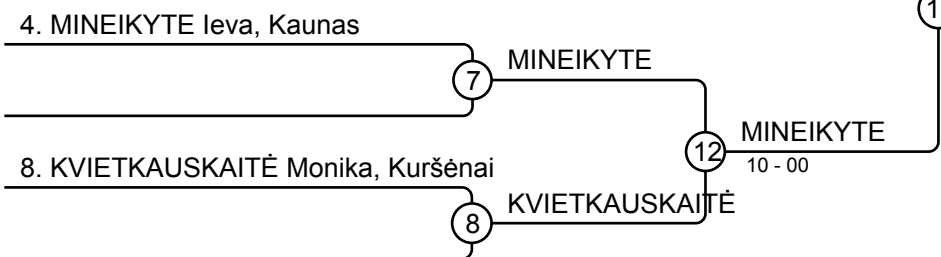 4. MINEIKYTE Ieva, Kaunas
7
MINEIKYTE
12
MINEIKYTE
10 - 00
8. KVIETKAUSKAITĖ Monika, Kuršėnai
8
KVIETKAUSKAITĖ